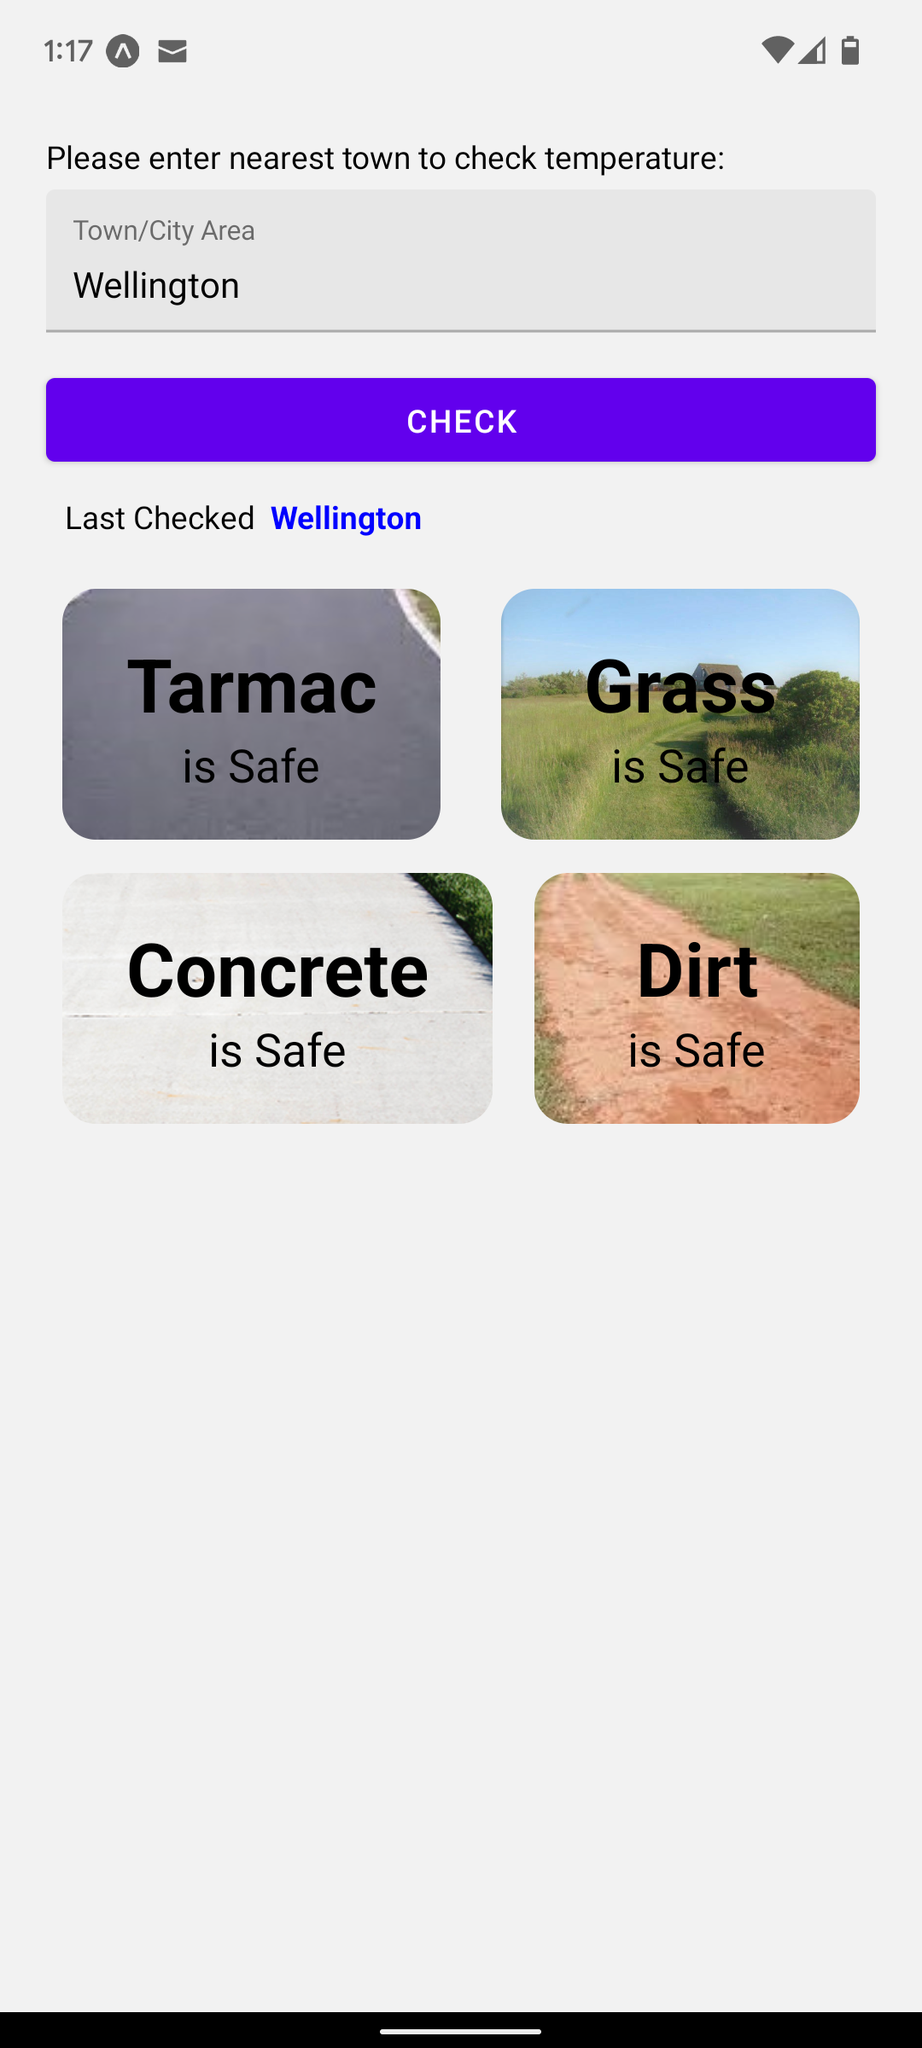 1:17
Please enter nearest town to check temperature:
Town/City Area
Wellington
CHECK
Last Checked Wellington
Tarmac
is Safe
Grass
is Safe
Concrete
is Safe
Dirt
is Safe